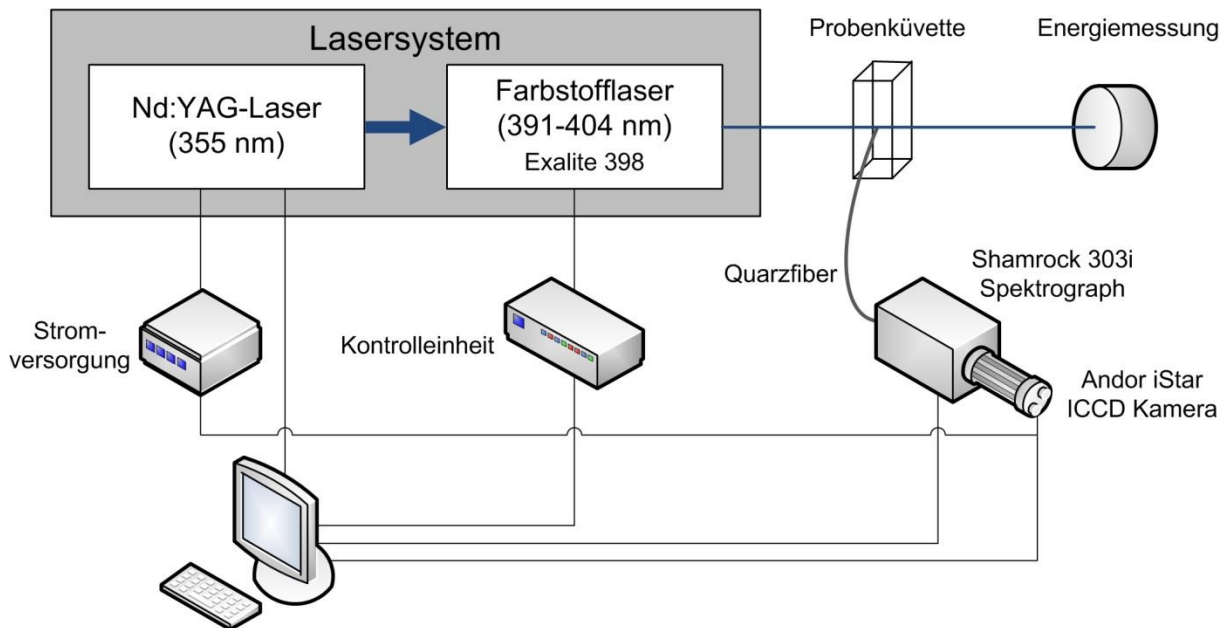 Lasersystem
Nd:YAG-Laser
(355 nm)
Farbstofflaser
(391-404 nm)
Exalite 398
Probenküvette
Energiemessung
Quarzfiber
Shamrock 303i
Spektrograph
Strom-
versorgung
Kontrolleinheit
Andor iStar
ICCD Kamera